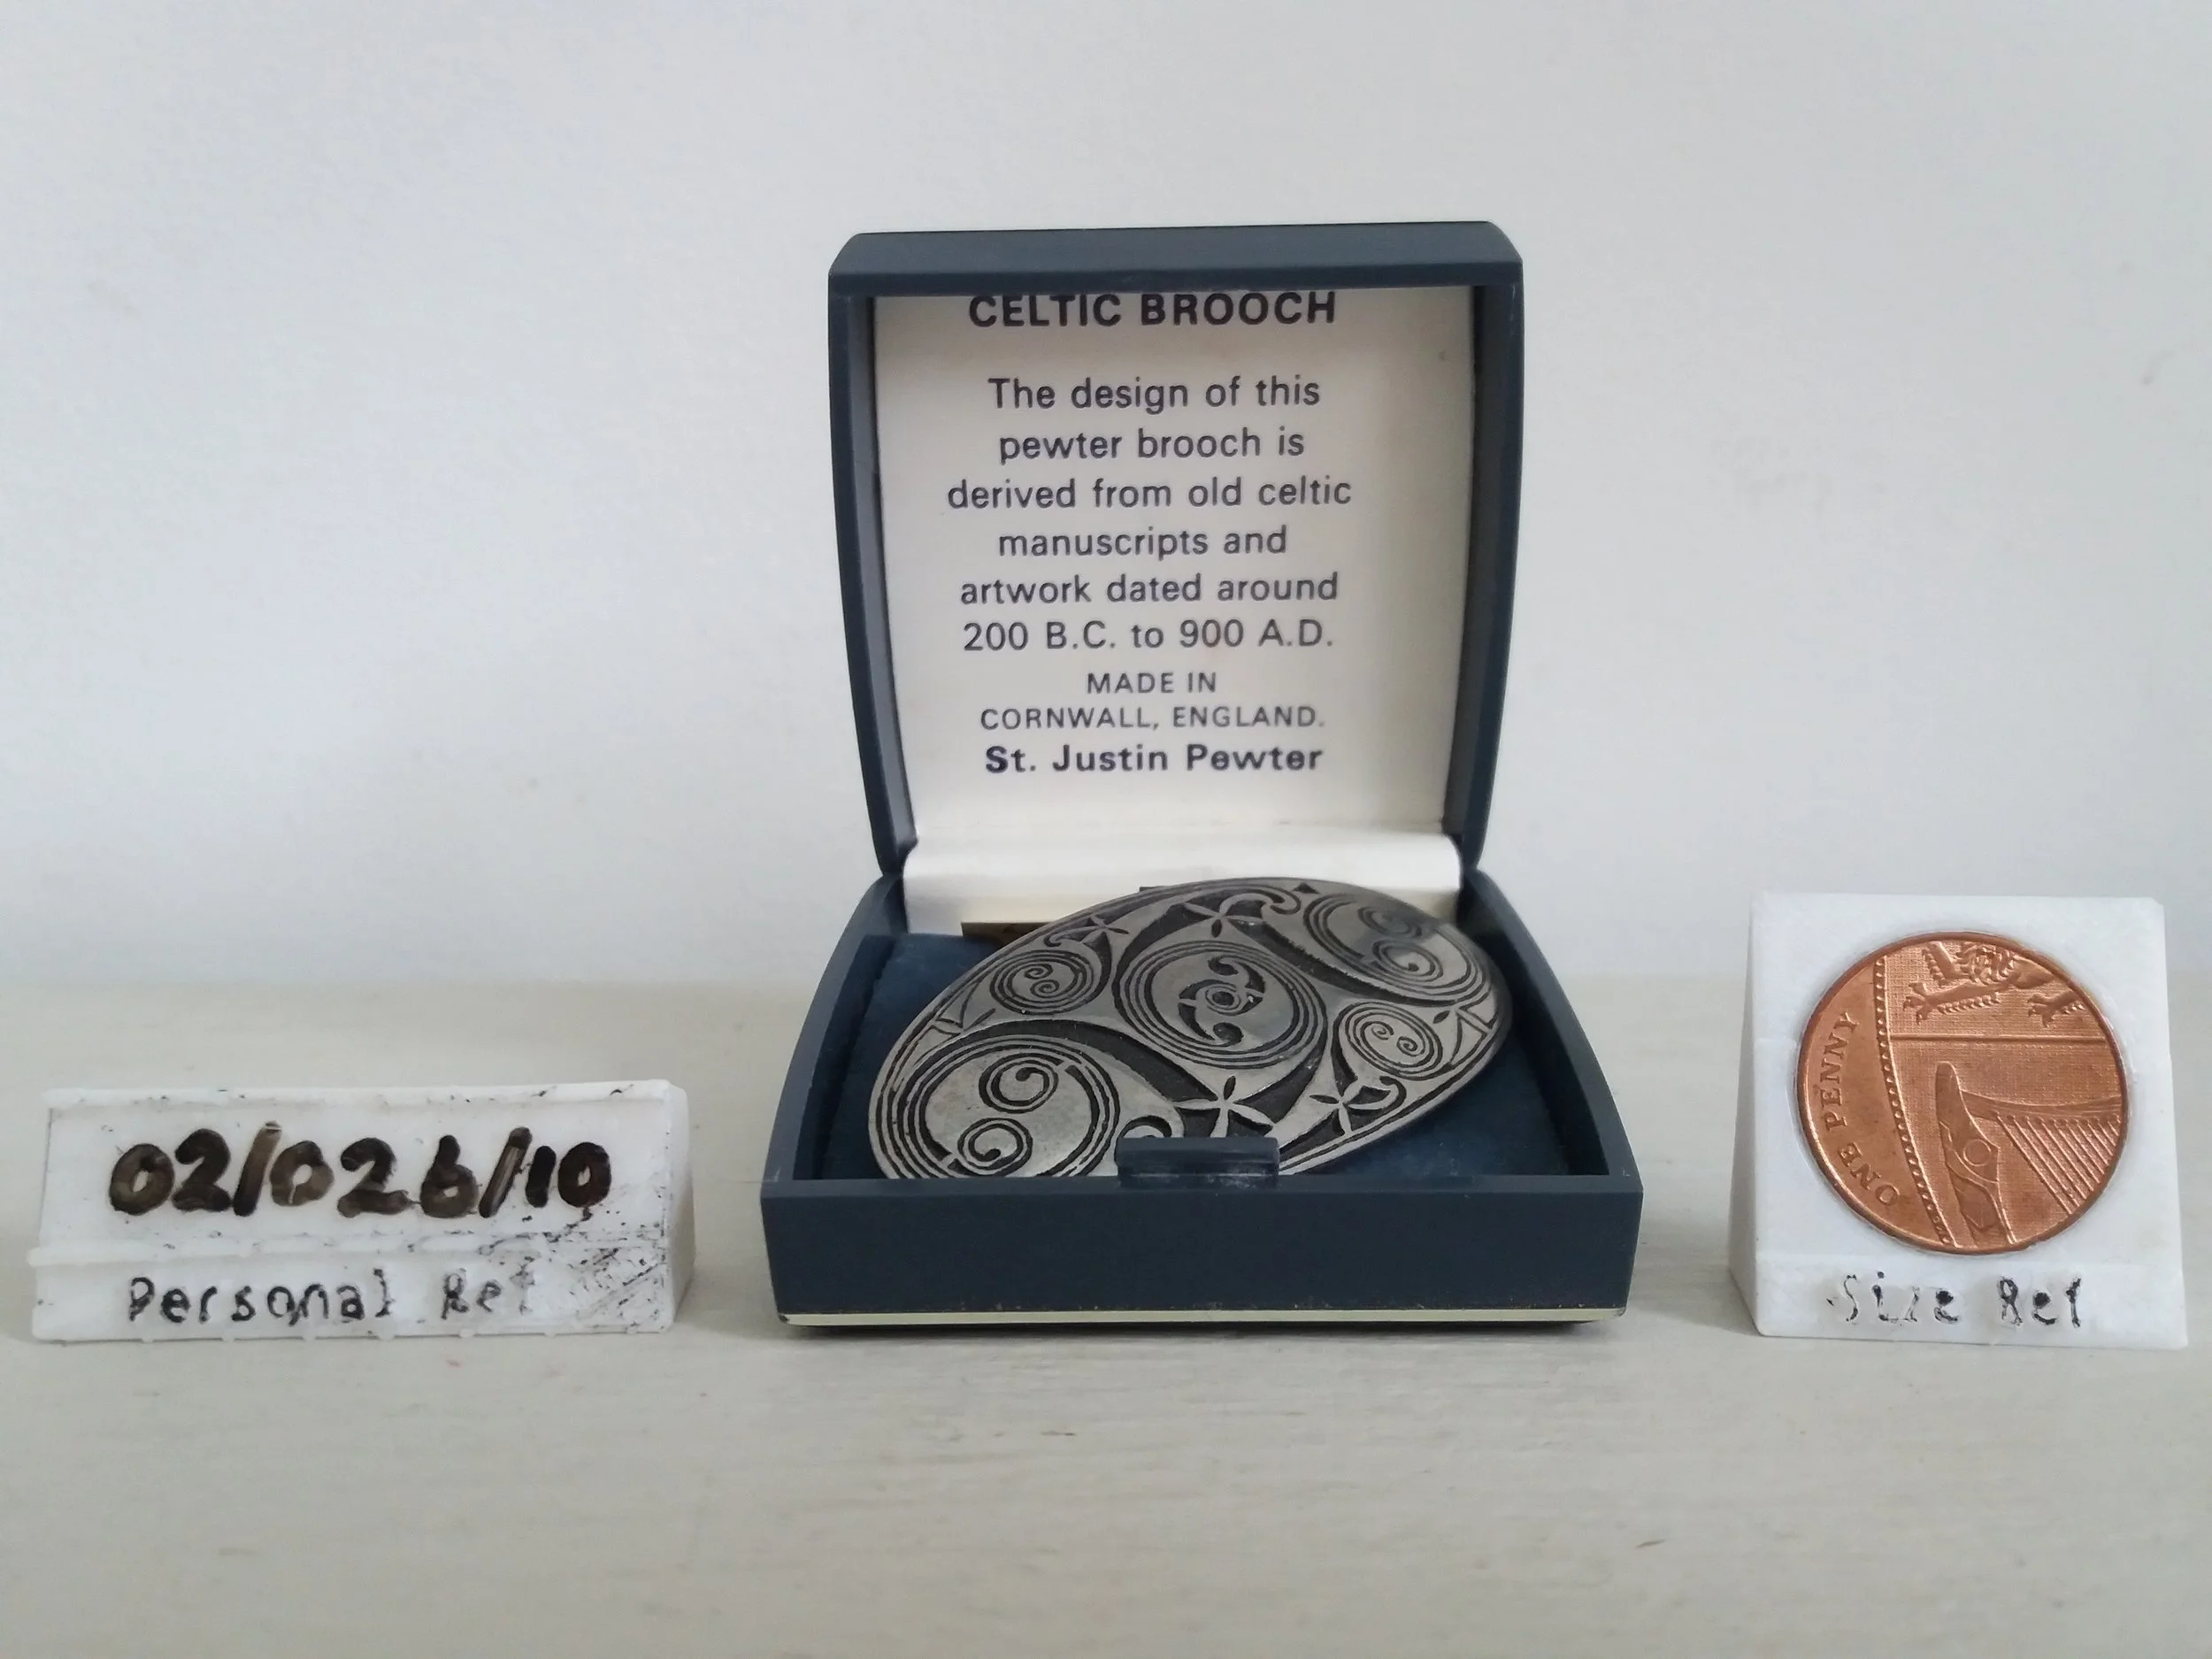 CELTIC BROOCH
The design of this
pewter brooch is
derived from old celtic
manuscripts and
artwork dated around
200 B.C. to 900 A.D.
MADE IN
CORNWALL, ENGLAND.
St. Justin Pewter
02/026/10
Personal Ref
ONE PENNY
Size Ref